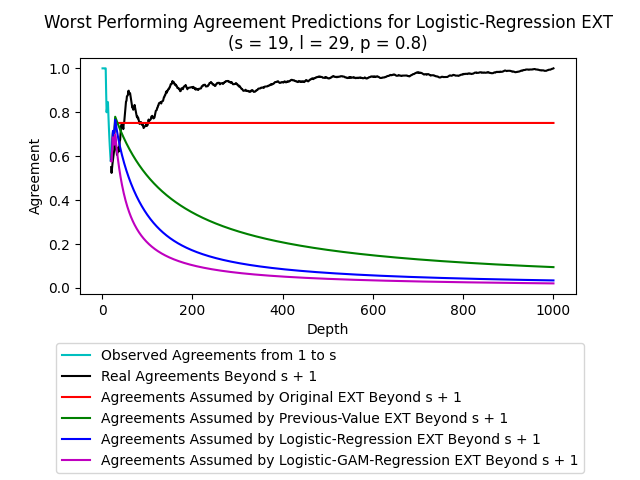 Worst Performing Agreement Predictions for Logistic-Regression EXT
(s = 19, l = 29, p = 0.8)
1.0
0.8
0.6
0.4
0.2
0.0
Agreement
0 200 400 600 800 1000
Depth
Observed Agreements from 1 to s
Real Agreements Beyond s + 1
Agreements Assumed by Original EXT Beyond s + 1
Agreements Assumed by Previous-Value EXT Beyond s + 1
Agreements Assumed by Logistic-Regression EXT Beyond s + 1
Agreements Assumed by Logistic-GAM-Regression EXT Beyond s + 1